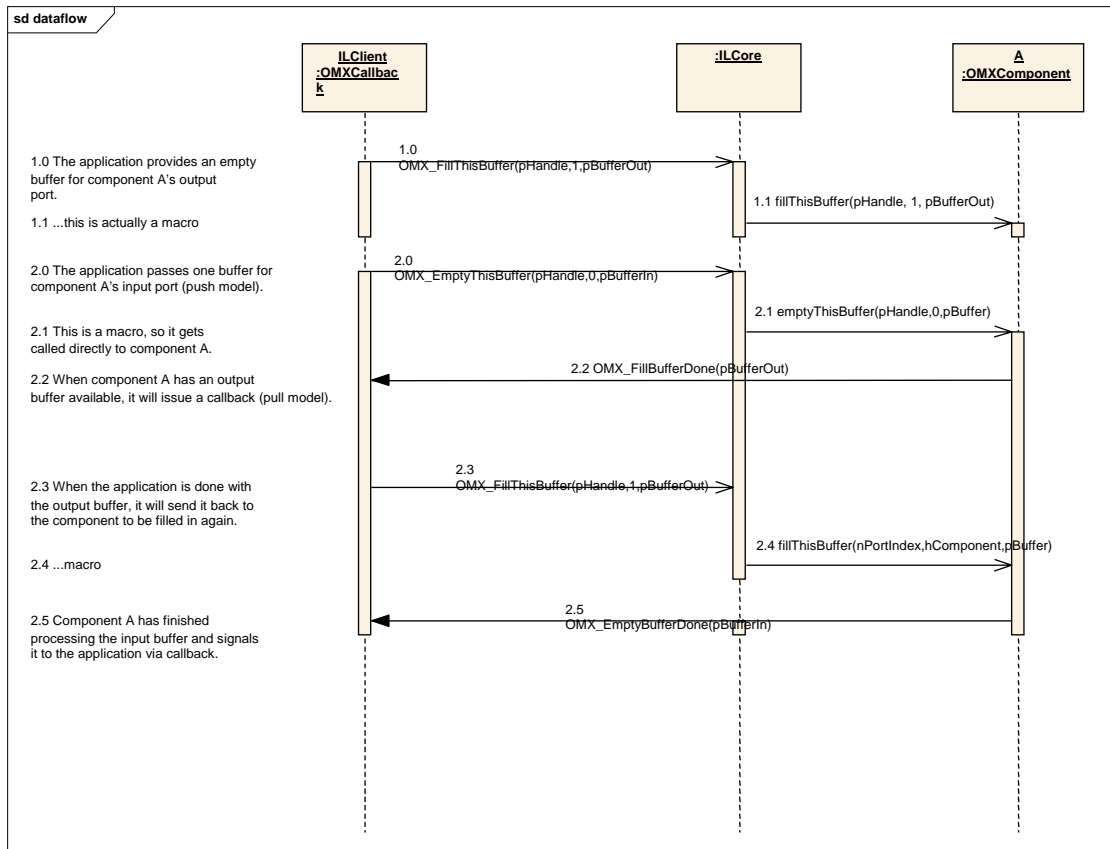 sd dataflow
ILClient
:OMXCallbac
k
:ILCore
A
:OMXComponent
1.0 The application provides an empty
buffer for component A's output
port.
1.0
OMX_FillThisBuffer(pHandle,1,pBufferOut)
1.1 ...this is actually a macro
1.1 fillThisBuffer(pHandle, 1, pBufferOut)
2.0 The application passes one buffer for
component A's input port (push model).
2.0
OMX_EmptyThisBuffer(pHandle,0,pBufferIn)
2.1 This is a macro, so it gets
called directly to component A.
2.1 emptyThisBuffer(pHandle,0,pBuffer)
2.2 When component A has an output
buffer available, it will issue a callback (pull model).
2.2 OMX_FillBufferDone(pBufferOut)
2.3 When the application is done with
the output buffer, it will send it back to
the component to be filled in again.
2.3
OMX_FillThisBuffer(pHandle,1,pBufferOut)
2.4 ...macro
2.4 fillThisBuffer(nPortIndex,hComponent,pBuffer)
2.5 Component A has finished
processing the input buffer and signals
it to the application via callback.
2.5
OMX_EmptyBufferDone(pBufferIn)